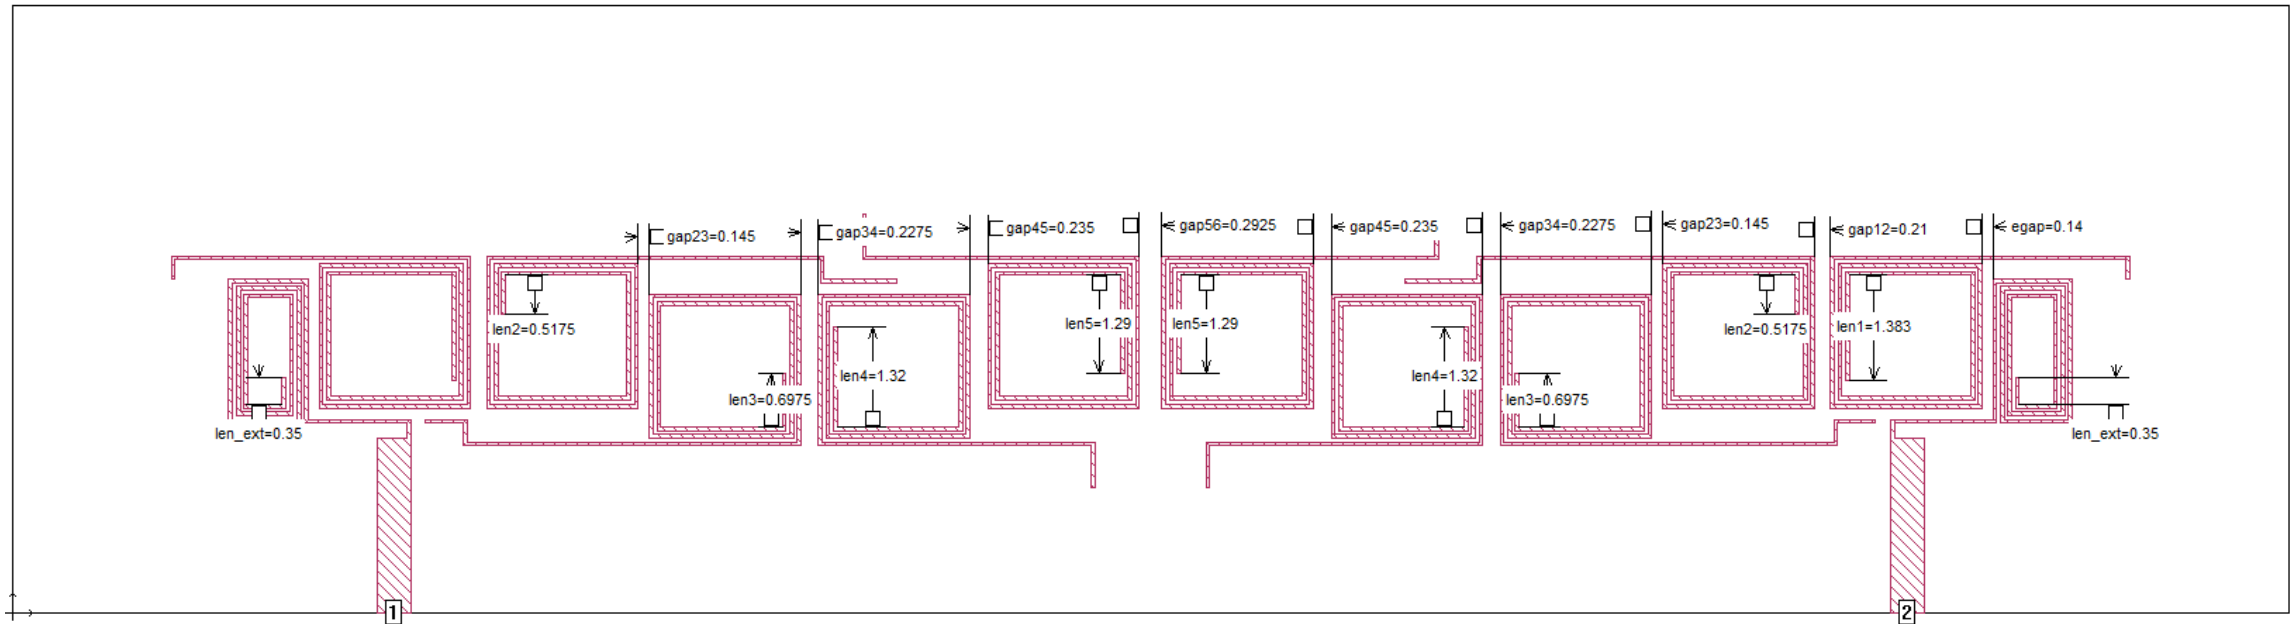 gap23=0.145
gap34=0.2275
gap45=0.235
gap56=0.2925
gap45=0.235
gap34=0.2275
gap23=0.145
gap12=0.21
egap=0.14
len2=0.5175
len5=1.29
len5=1.29
len2=0.5175
len1=1.383
len4=1.32
len4=1.32
len3=0.6975
len3=0.6975
len_ext=0.35
len_ext=0.35
1
2